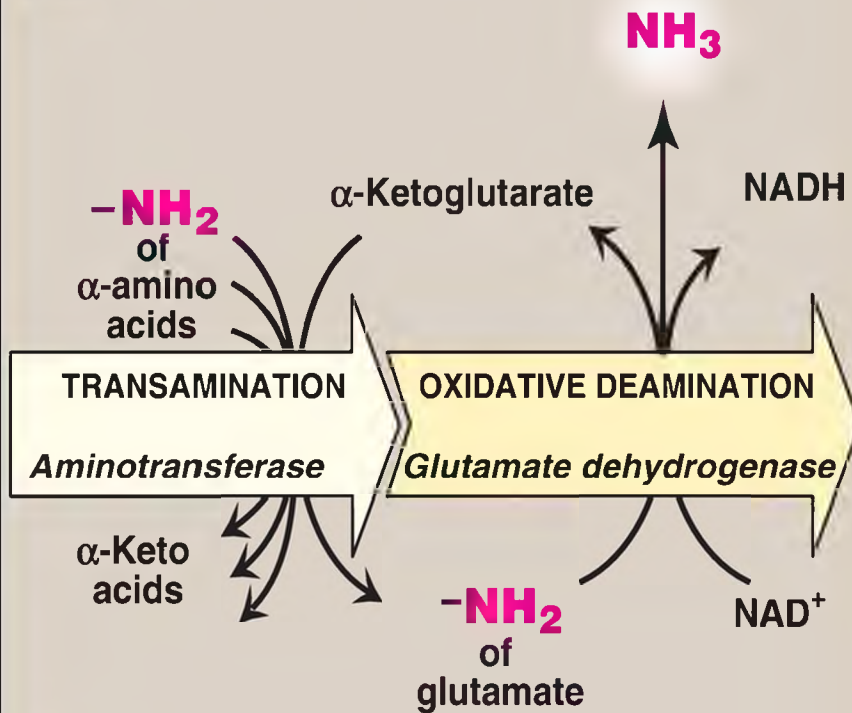 NH₃
α-Ketoglutarate
NADH
–NH₂
of
α-amino
acids
TRANSAMINATION
OXIDATIVE DEAMINATION
Aminotransferase
Glutamate dehydrogenase
α-Keto
acids
–NH₂
of
glutamate
NAD⁺